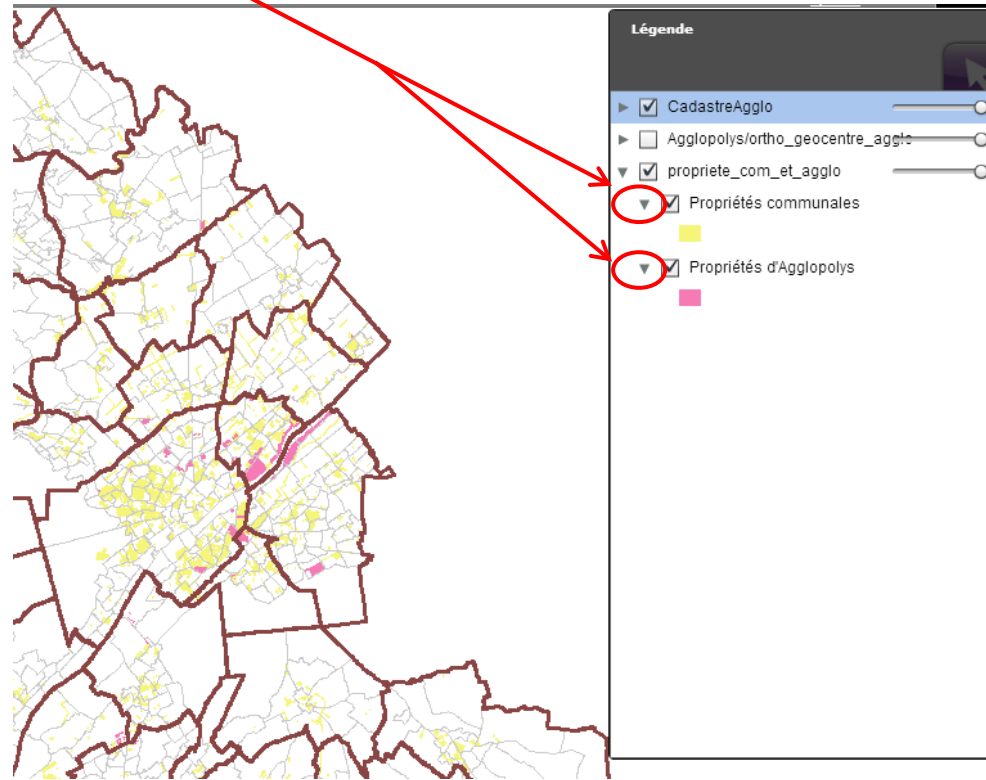 Légende
CadastreAgglo
Agglopolys/ortho_geocentre_agglo
propriete_com_et_agglo
Propriétés communales
Propriétés d'Agglopolys